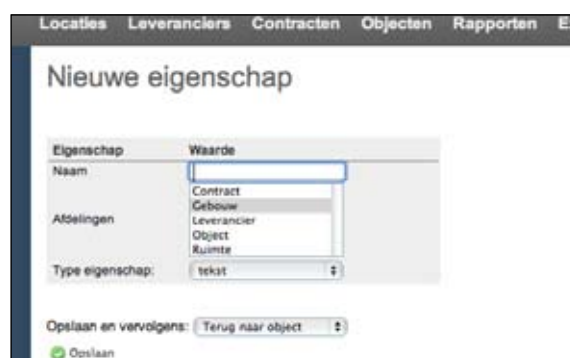 Locaties Leveranciers Contracten Objecten Rapporten
Nieuwe eigenschap
Eigenschap Waarde
Naam
Contract
Gebouw
Afdelingen
Leverancier
Object
Ruimte
Type eigenschap: tekst
Opslaan en vervolgens: Terug naar object
Opslaan